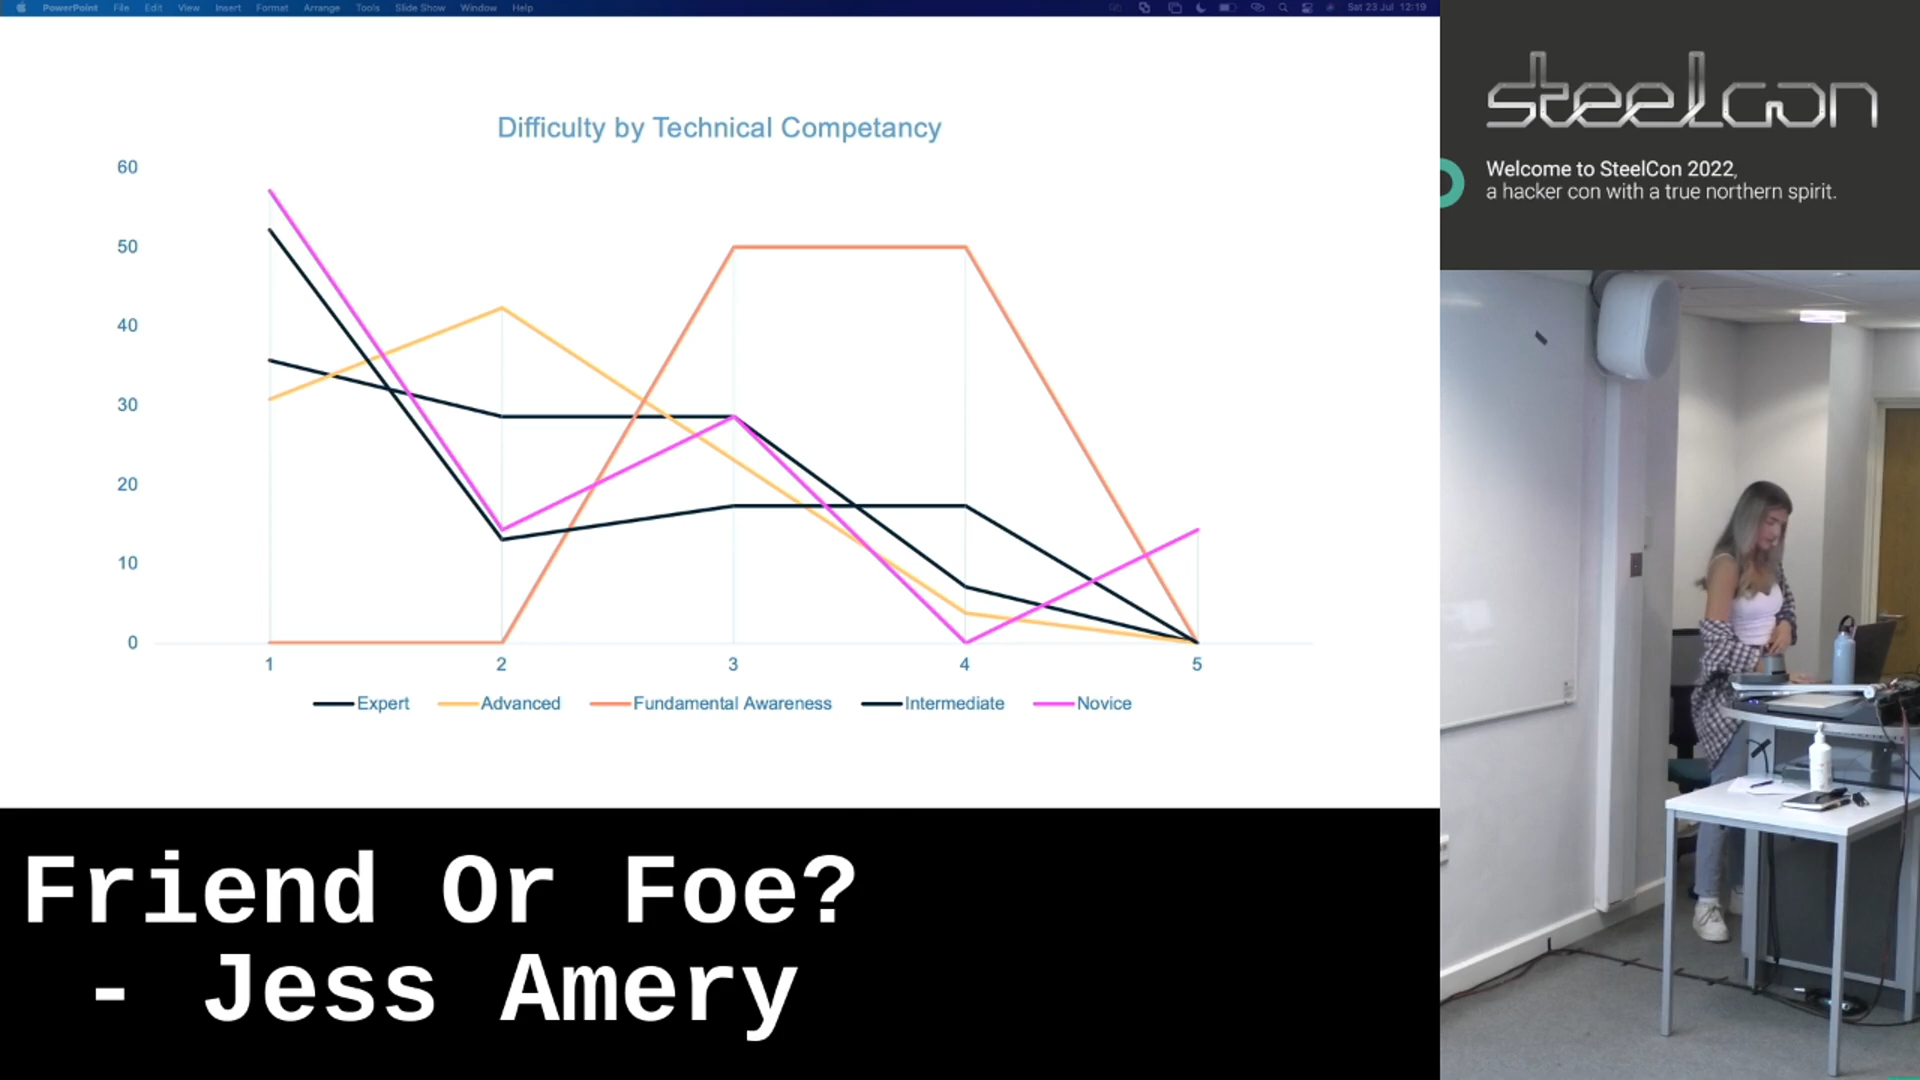 PowerPoint File Edit View Insert Format Arrange Tools Slide Show Window Help Sat 23 Jul 12:19
Difficulty by Technical Competancy
60
50
40
30
20
10
0
1 2 3 4 5
Expert Advanced Fundamental Awareness Intermediate Novice
steelcon
Welcome to SteelCon 2022,
a hacker con with a true northern spirit.
Friend Or Foe?
- Jess Amery